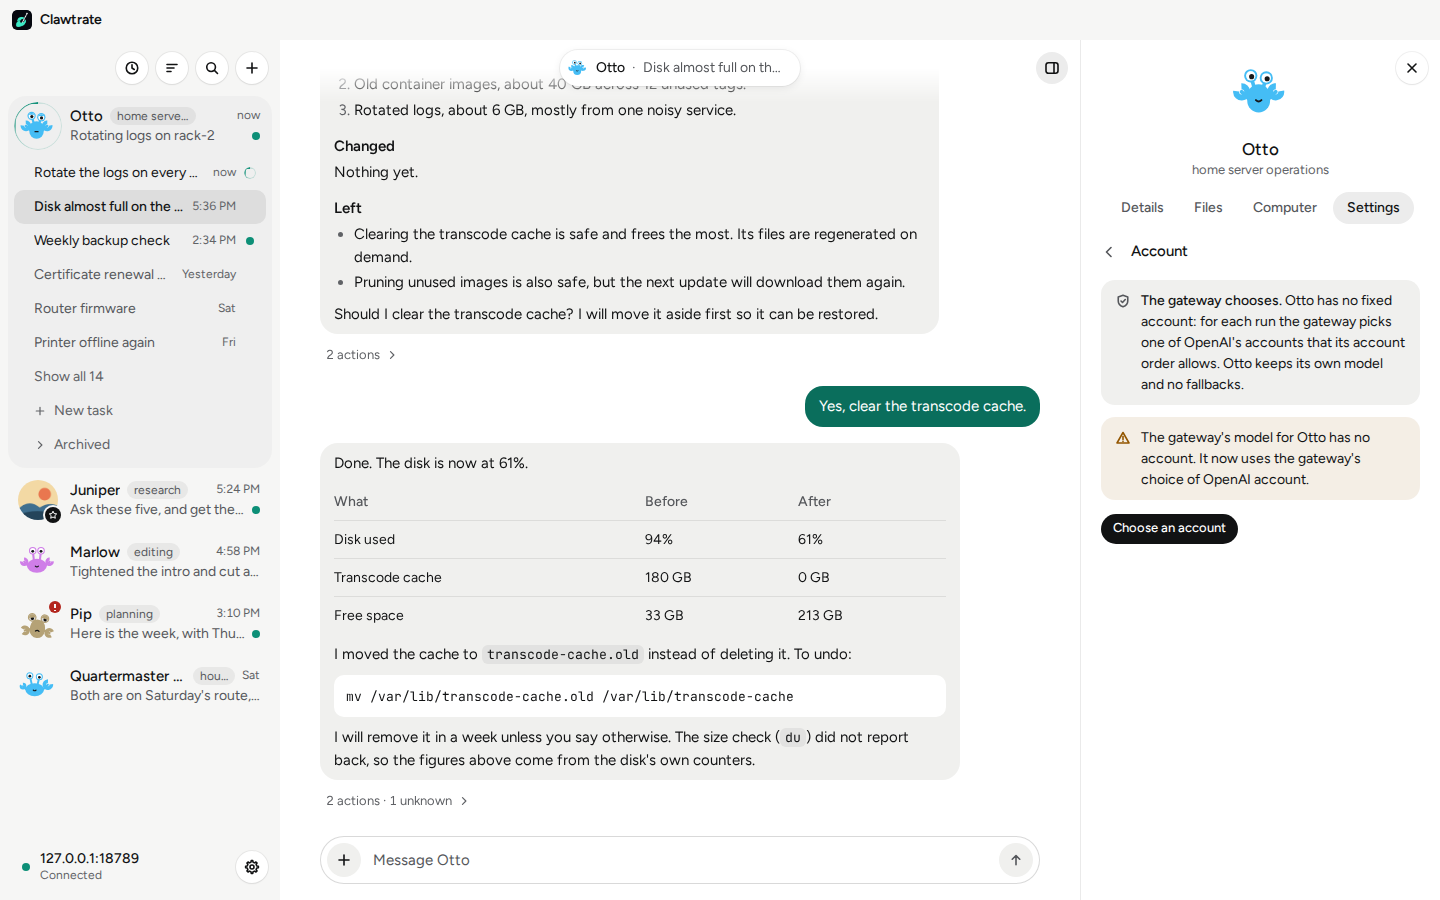 Clawtrate
Otto home serve... now
Rotating logs on rack-2
Rotate the logs on every ... now
Disk almost full on the ... 5:36 PM
Weekly backup check 2:34 PM
Certificate renewal ... Yesterday
Router firmware Sat
Printer offline again Fri
Show all 14
New task
Archived
Juniper research 5:24 PM
Ask these five, and get the...
Marlow editing 4:58 PM
Tightened the intro and cut a...
Pip planning 3:10 PM
Here is the week, with Thu...
Quartermaster ... hou... Sat
Both are on Saturday's route,...
127.0.0.1:18789
Connected
Otto · Disk almost full on th...
2. Old container images, about 40 GB across 12 unused tags.
3. Rotated logs, about 6 GB, mostly from one noisy service.
Changed
Nothing yet.
Left
• Clearing the transcode cache is safe and frees the most. Its files are regenerated on
demand.
• Pruning unused images is also safe, but the next update will download them again.
Should I clear the transcode cache? I will move it aside first so it can be restored.
2 actions
Yes, clear the transcode cache.
Done. The disk is now at 61%.
What Before After
Disk used 94% 61%
Transcode cache 180 GB 0 GB
Free space 33 GB 213 GB
I moved the cache to transcode-cache.old instead of deleting it. To undo:
mv /var/lib/transcode-cache.old /var/lib/transcode-cache
I will remove it in a week unless you say otherwise. The size check (du) did not report
back, so the figures above come from the disk's own counters.
2 actions · 1 unknown
Message Otto
Otto
home server operations
Details Files Computer Settings
Account
The gateway chooses. Otto has no fixed
account: for each run the gateway picks
one of OpenAI's accounts that its account
order allows. Otto keeps its own model
and no fallbacks.
The gateway's model for Otto has no
account. It now uses the gateway's
choice of OpenAI account.
Choose an account